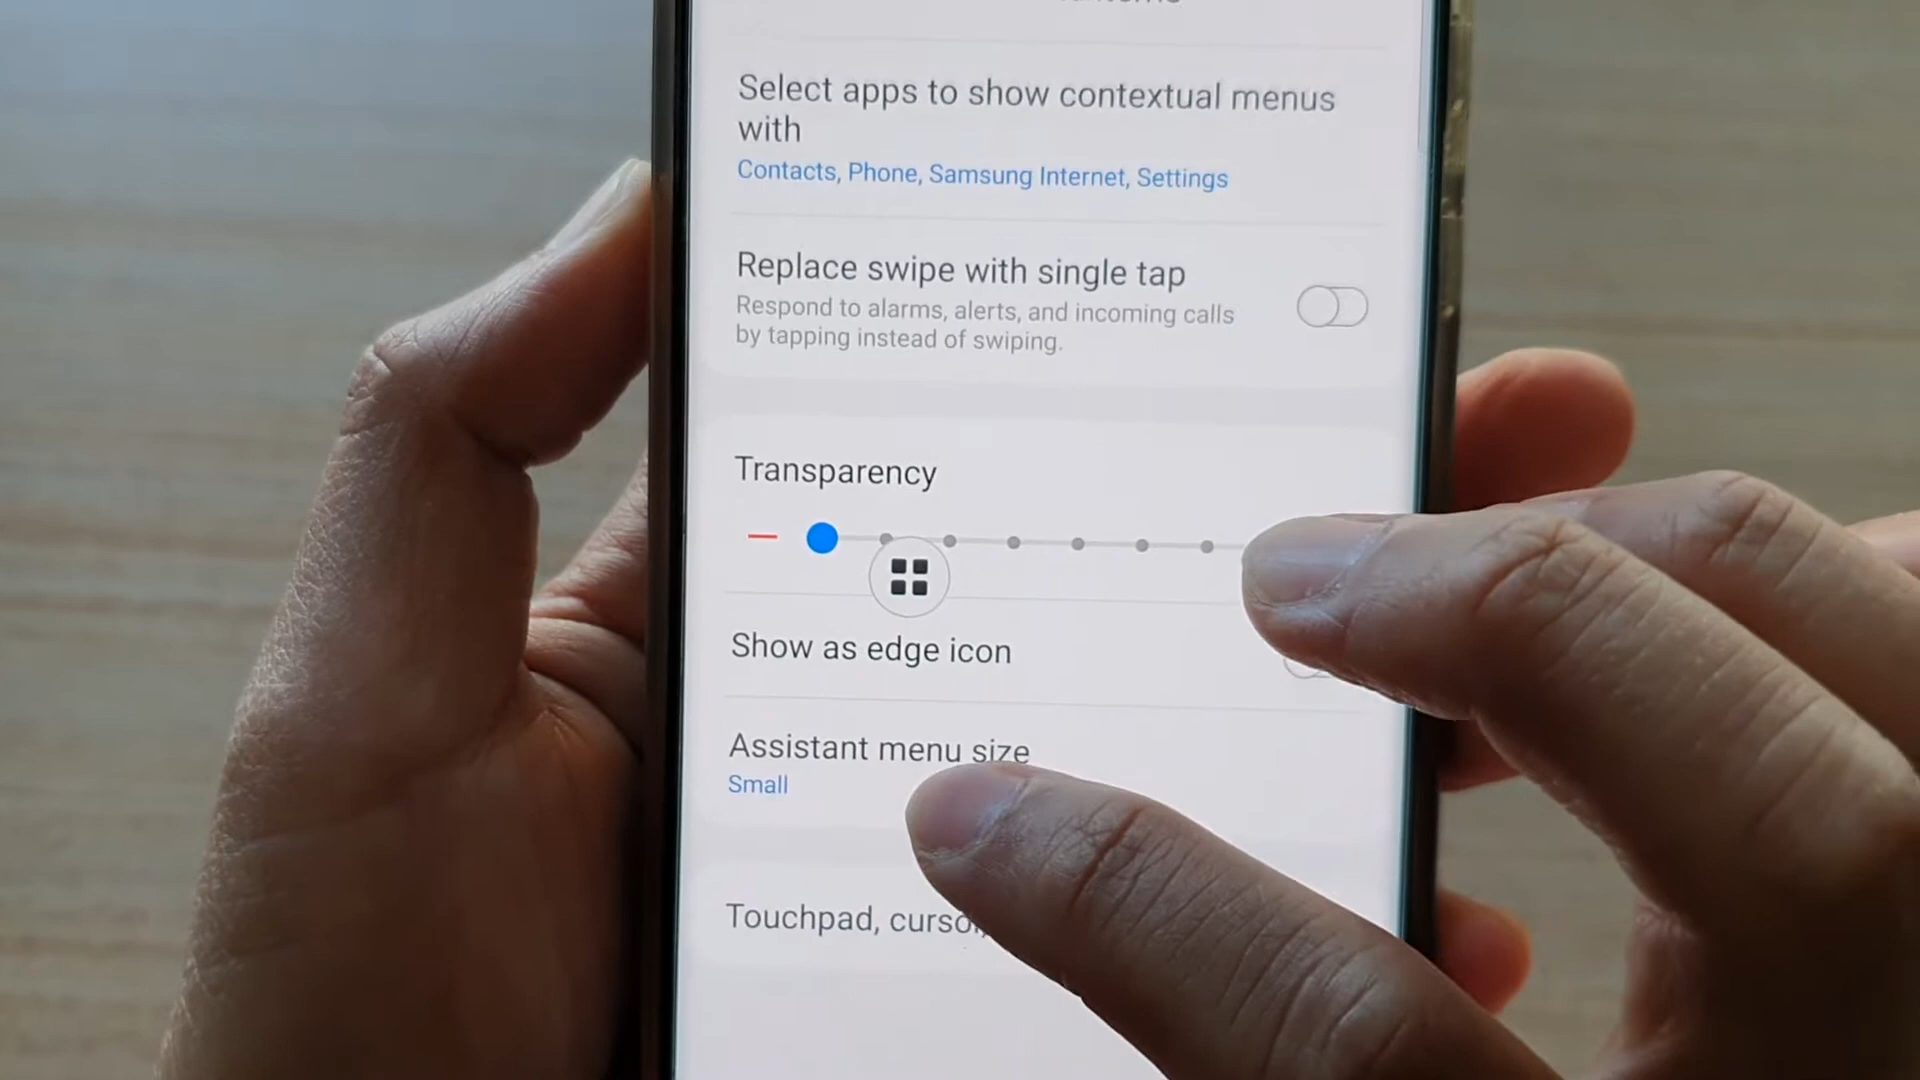 Select apps to show contextual menus
with
Contacts, Phone, Samsung Internet, Settings
Replace swipe with single tap
Respond to alarms, alerts, and incoming calls
by tapping instead of swiping.
Transparency
Show as edge icon
Assistant menu size
Small
Touchpad,